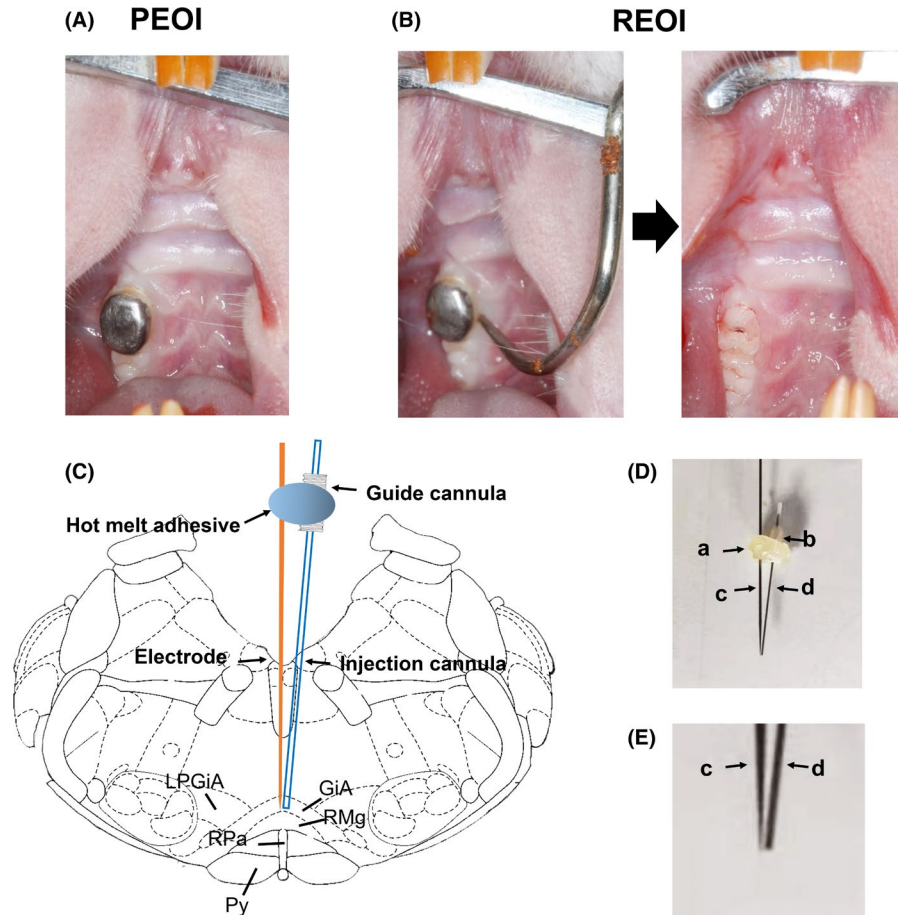 (A) PEOI
(B) REOI
(C)
Guide cannula
Hot melt adhesive
Electrode
Injection cannula
LPGiA
GiA
RMg
RPa
Py
(D)
a
b
c
d
(E)
c
d